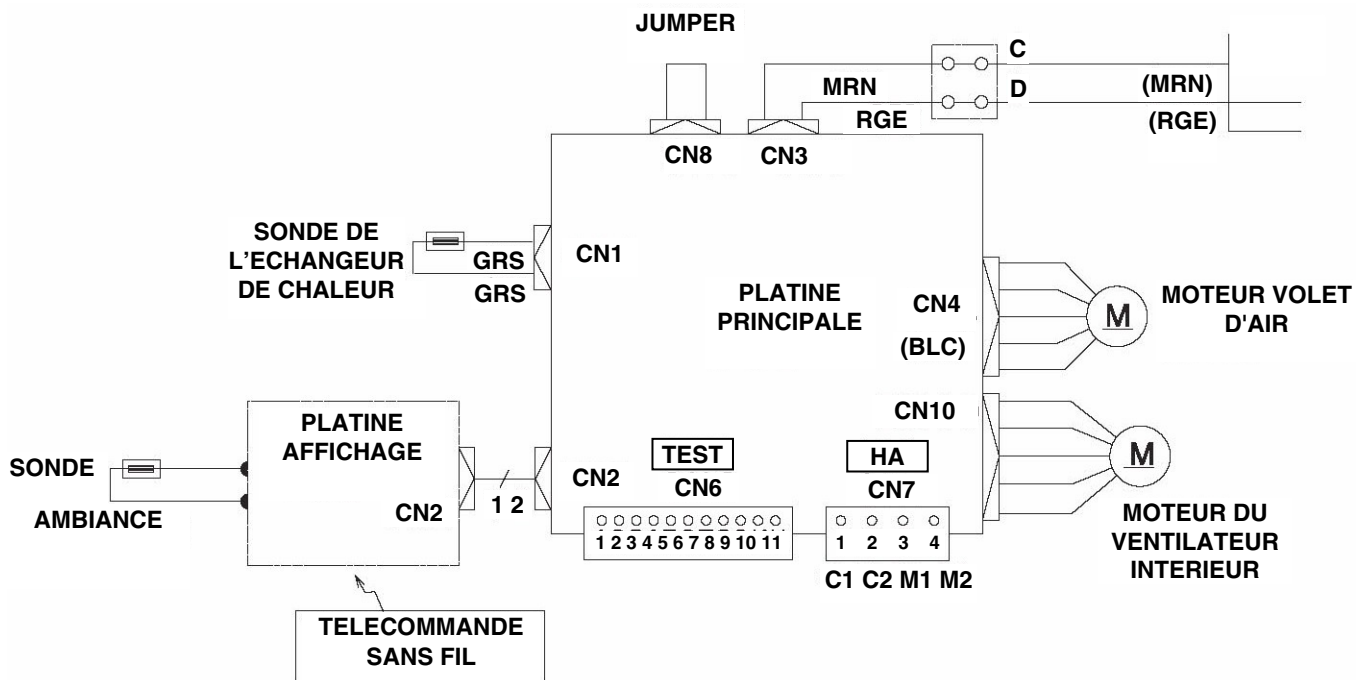 JUMPER
C
MRN
(MRN)
D
RGE
(RGE)
CN8
CN3
SONDE DE
L'ECHANGEUR
DE CHALEUR
GRS
GRS
CN1
PLATINE
PRINCIPALE
CN4
(BLC)
MOTEUR VOLET
D'AIR
M
CN10
PLATINE
AFFICHAGE
SONDE
AMBIANCE
CN2
1 2
CN2
TEST
CN6
HA
CN7
M
MOTEUR DU
VENTILATEUR
INTERIEUR
1 2 3 4 5 6 7 8 9 10 11
1 2 3 4
C1 C2 M1 M2
TELECOMMANDE
SANS FIL